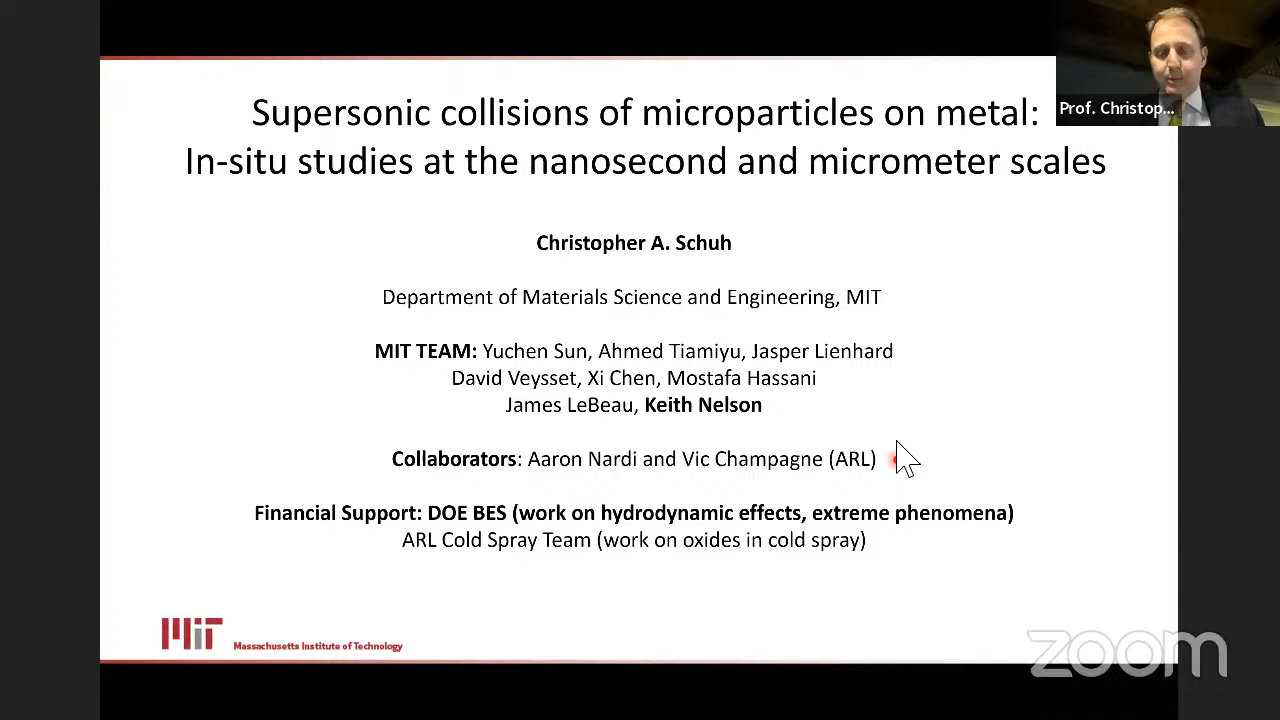 Supersonic collisions of microparticles on metal:
In-situ studies at the nanosecond and micrometer scales
Prof. Christop...
Christopher A. Schuh
Department of Materials Science and Engineering, MIT
MIT TEAM: Yuchen Sun, Ahmed Tiamiyu, Jasper Lienhard
David Veysset, Xi Chen, Mostafa Hassani
James LeBeau, Keith Nelson
Collaborators: Aaron Nardi and Vic Champagne (ARL)
Financial Support: DOE BES (work on hydrodynamic effects, extreme phenomena)
ARL Cold Spray Team (work on oxides in cold spray)
MIT Massachusetts Institute of Technology
zoom